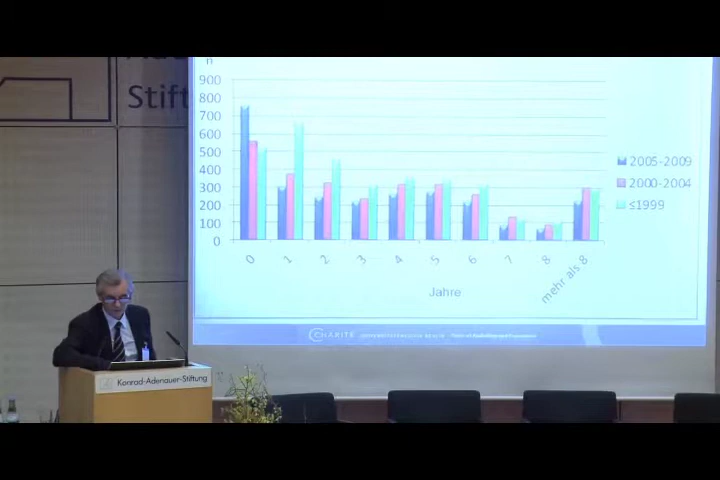 Stift
n
900
800
700
600
500
400
300
200
100
0
0 1 2 3 4 5 6 7 8 mehr als 8
Jahre
2005-2009
2000-2004
≤1999
CHARITÉ
Konrad-Adenauer-Stiftung